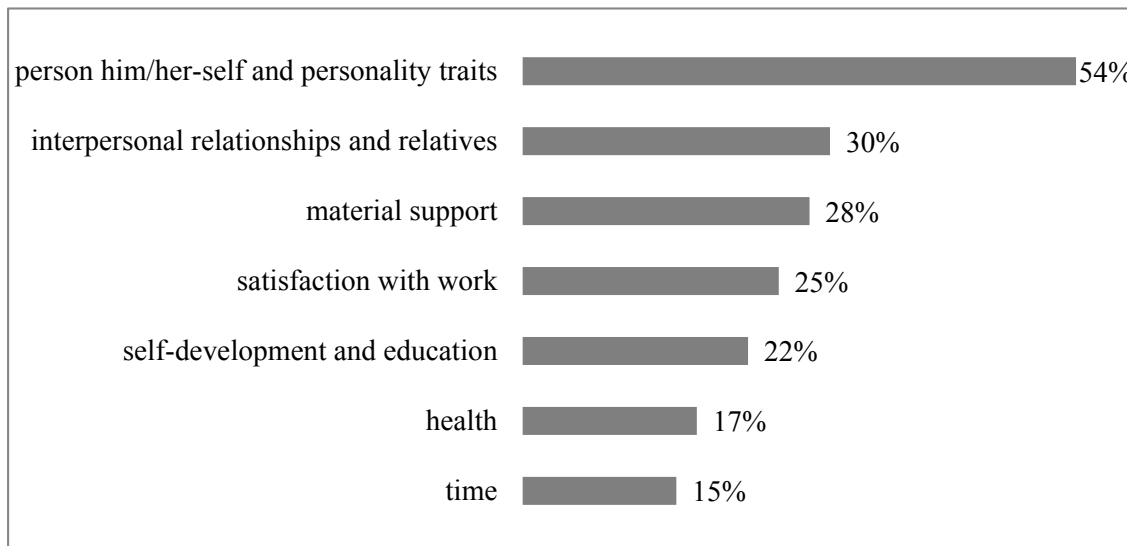 person him/her-self and personality traits 54%
interpersonal relationships and relatives 30%
material support 28%
satisfaction with work 25%
self-development and education 22%
health 17%
time 15%